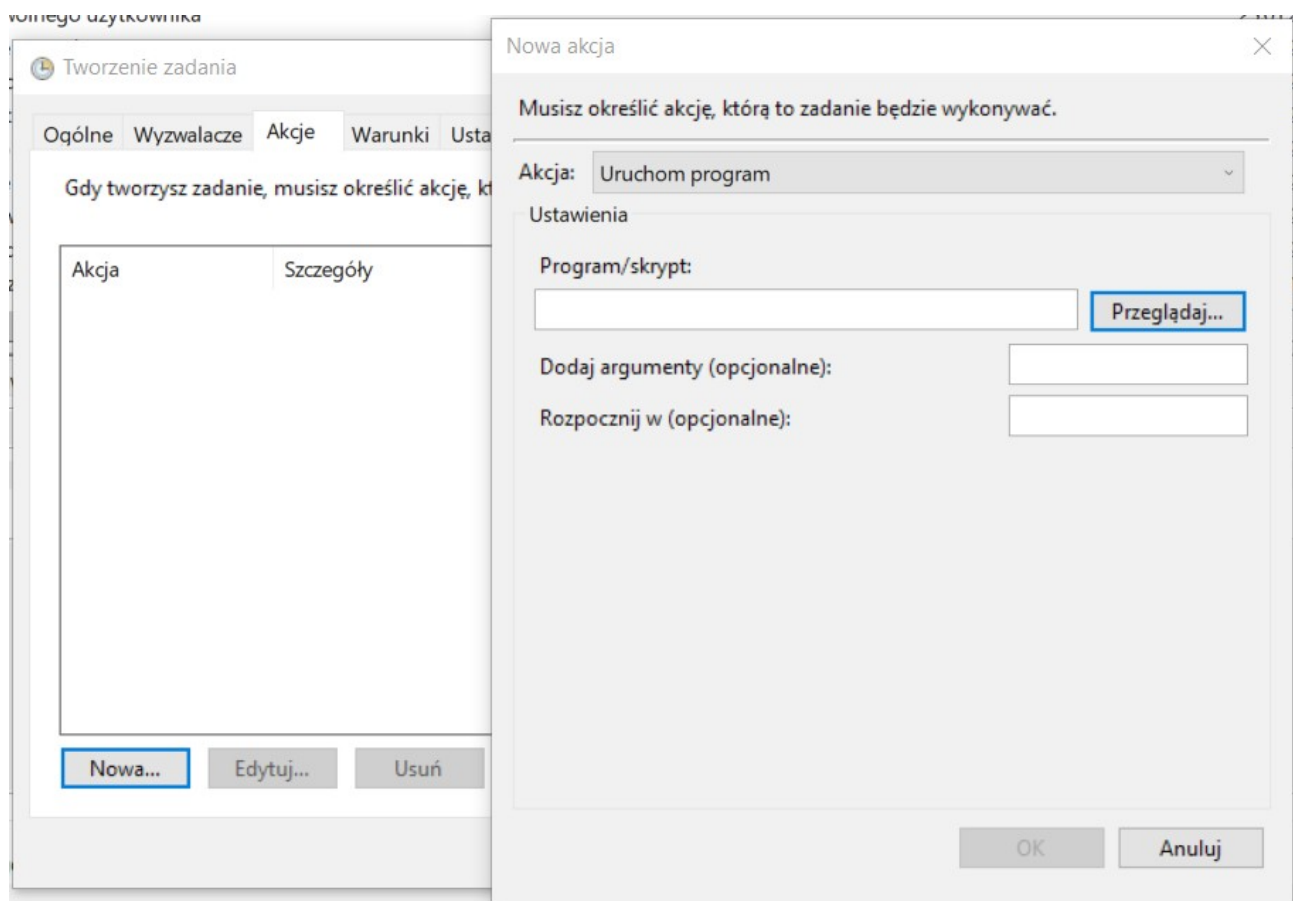 Tworzenie zadania
Ogólne Wyzwalacze Akcje Warunki Usta
Gdy tworzysz zadanie, musisz określić akcję, kt
Akcja Szczegóły
Nowa... Edytuj... Usuń
Nowa akcja
Musisz określić akcję, którą to zadanie będzie wykonywać.
Akcja: Uruchom program
Ustawienia
Program/skrypt:
Przeglądaj...
Dodaj argumenty (opcjonalne):
Rozpocznij w (opcjonalne):
OK Anuluj